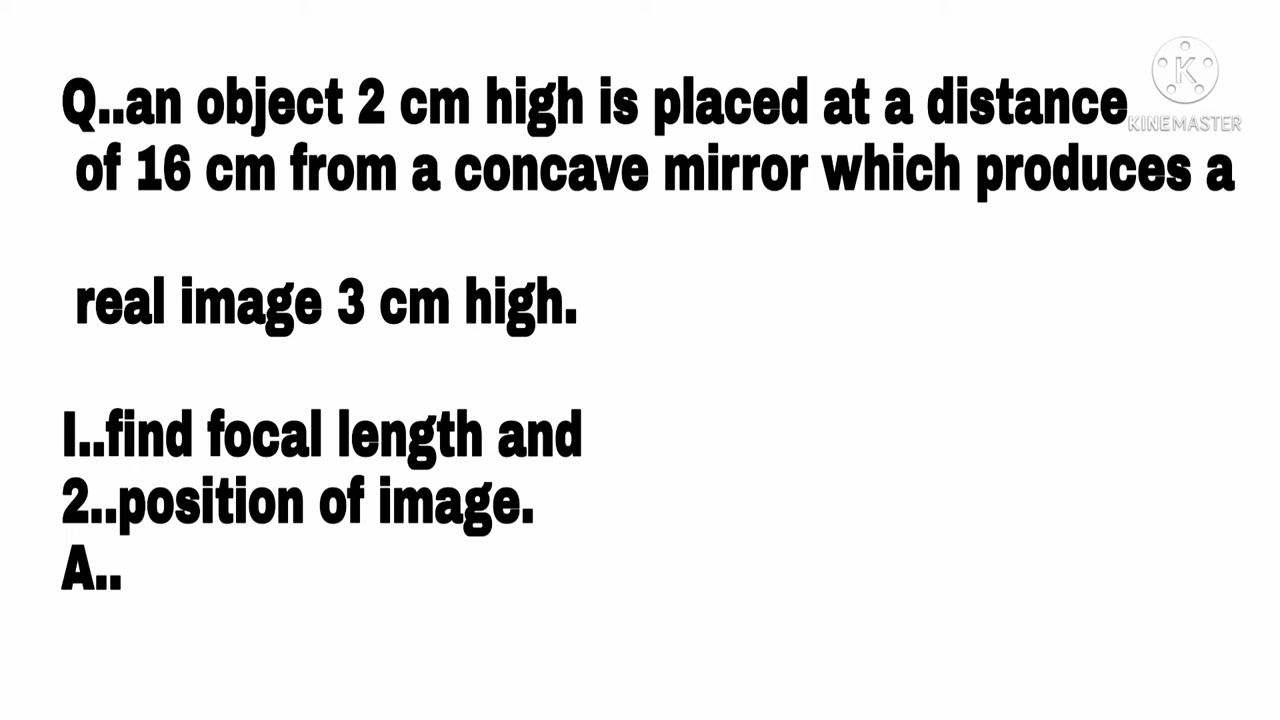 Q..an object 2 cm high is placed at a distance
of 16 cm from a concave mirror which produces a
real image 3 cm high.
I..find focal length and
2..position of image.
A..
K
KINEMASTER